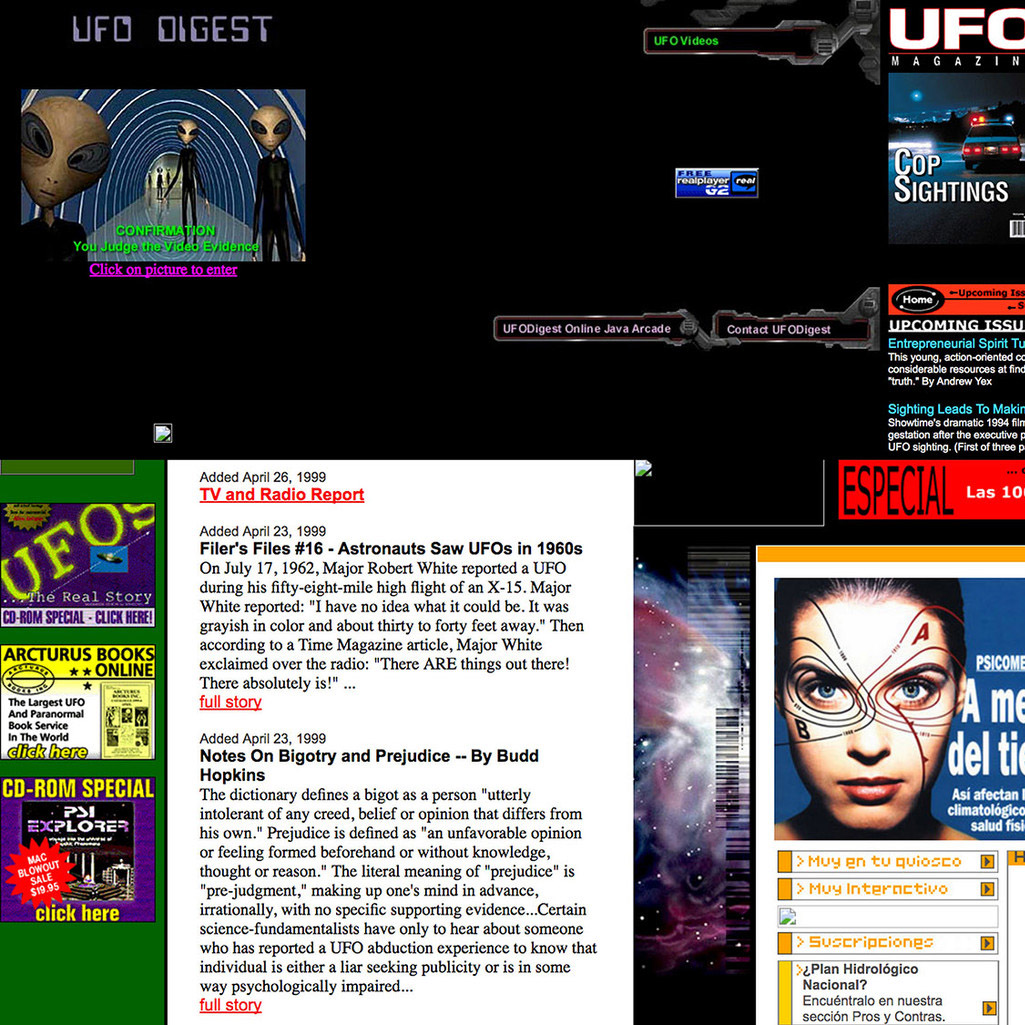 UFO DIGEST
UFO Videos
CONFIRMATION
You Judge the Video Evidence
Click on picture to enter
FREE
realplayer
G2
real
UFODigest Online Java Arcade
Contact UFODigest
UFO
MAGAZIN
COP
SIGHTINGS
Home
Upcoming Iss
UPCOMING ISSU
Entrepreneurial Spirit Tu
This young, action-oriented co
considerable resources at find
"truth." By Andrew Yex
Sighting Leads To Makin
Showtime's dramatic 1994 film
gestation after the executive p
UFO sighting. (First of three p
UFOS
...The Real Story
CD-ROM SPECIAL - CLICK HERE!
ARCTURUS BOOKS
ONLINE
ARCTURUS
BOOKS INC.
The Largest UFO
And Paranormal
Book Service
In The World
click here
CD-ROM SPECIAL
PSI
EXPLORER
MAC
BLOWOUT
SALE
$19.95
click here
Added April 26, 1999
TV and Radio Report
Added April 23, 1999
Filer's Files #16 - Astronauts Saw UFOs in 1960s
On July 17, 1962, Major Robert White reported a UFO
during his fifty-eight-mile high flight of an X-15. Major
White reported: "I have no idea what it could be. It was
grayish in color and about thirty to forty feet away." Then
according to a Time Magazine article, Major White
exclaimed over the radio: "There ARE things out there!
There absolutely is!" ...
full story
Added April 23, 1999
Notes On Bigotry and Prejudice -- By Budd
Hopkins
The dictionary defines a bigot as a person "utterly
intolerant of any creed, belief or opinion that differs from
his own." Prejudice is defined as "an unfavorable opinion
or feeling formed beforehand or without knowledge,
thought or reason." The literal meaning of "prejudice" is
"pre-judgment," making up one's mind in advance,
irrationally, with no specific supporting evidence...Certain
science-fundamentalists have only to hear about someone
who has reported a UFO abduction experience to know that
individual is either a liar seeking publicity or is in some
way psychologically impaired...
full story
ESPECIAL
Las 10
A
B
PSICOME
A me
del ti
Así afectan l
climatológico
salud físi
Muy en tu quiosco
Muy Interactivo
Suscripciones
¿Plan Hidrológico
Nacional?
Encuéntralo en nuestra
sección Pros y Contras.